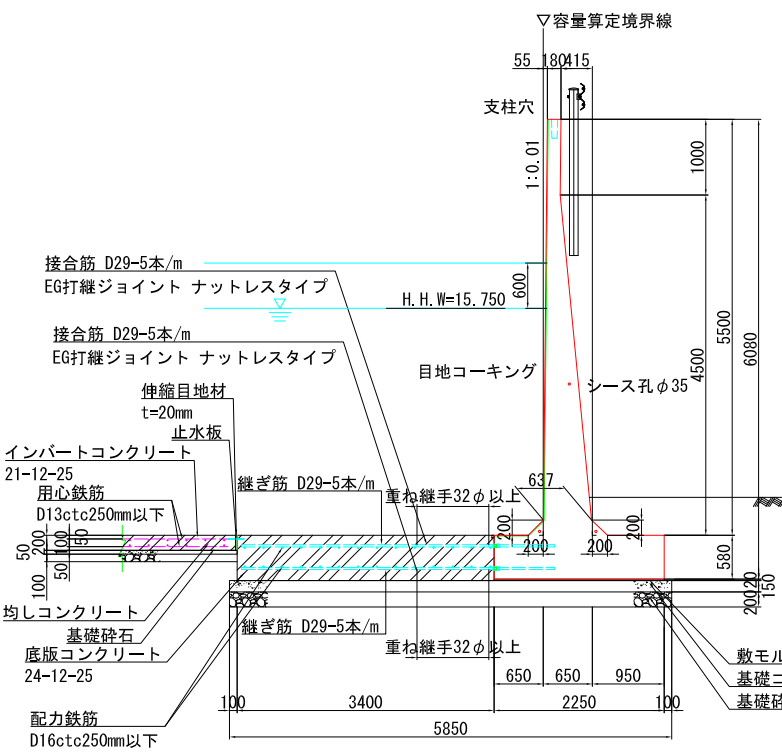 ▽容量算定境界線
55
180
415
支柱穴
1:0.01
1000
接合筋 D29-5本/m
EG打継ジョイント ナットレスタイプ
600
H.H.W=15.750
接合筋 D29-5本/m
EG打継ジョイント ナットレスタイプ
5500
6080
4500
目地コーキング
シース孔φ35
伸縮目地材
t=20mm
止水板
インバートコンクリート
21-12-25
継ぎ筋 D29-5本/m
637
重ね継手32φ以上
用心鉄筋
D13ctc250mm以下
200
200
200
200
50
200
100
50
50
100
580
20
150
200
均しコンクリート
基礎砕石
継ぎ筋 D29-5本/m
重ね継手32φ以上
底版コンクリート
24-12-25
敷モル
基礎コ
基礎砕
650
650
950
100
3400
2250
100
配力鉄筋
D16ctc250mm以下
5850